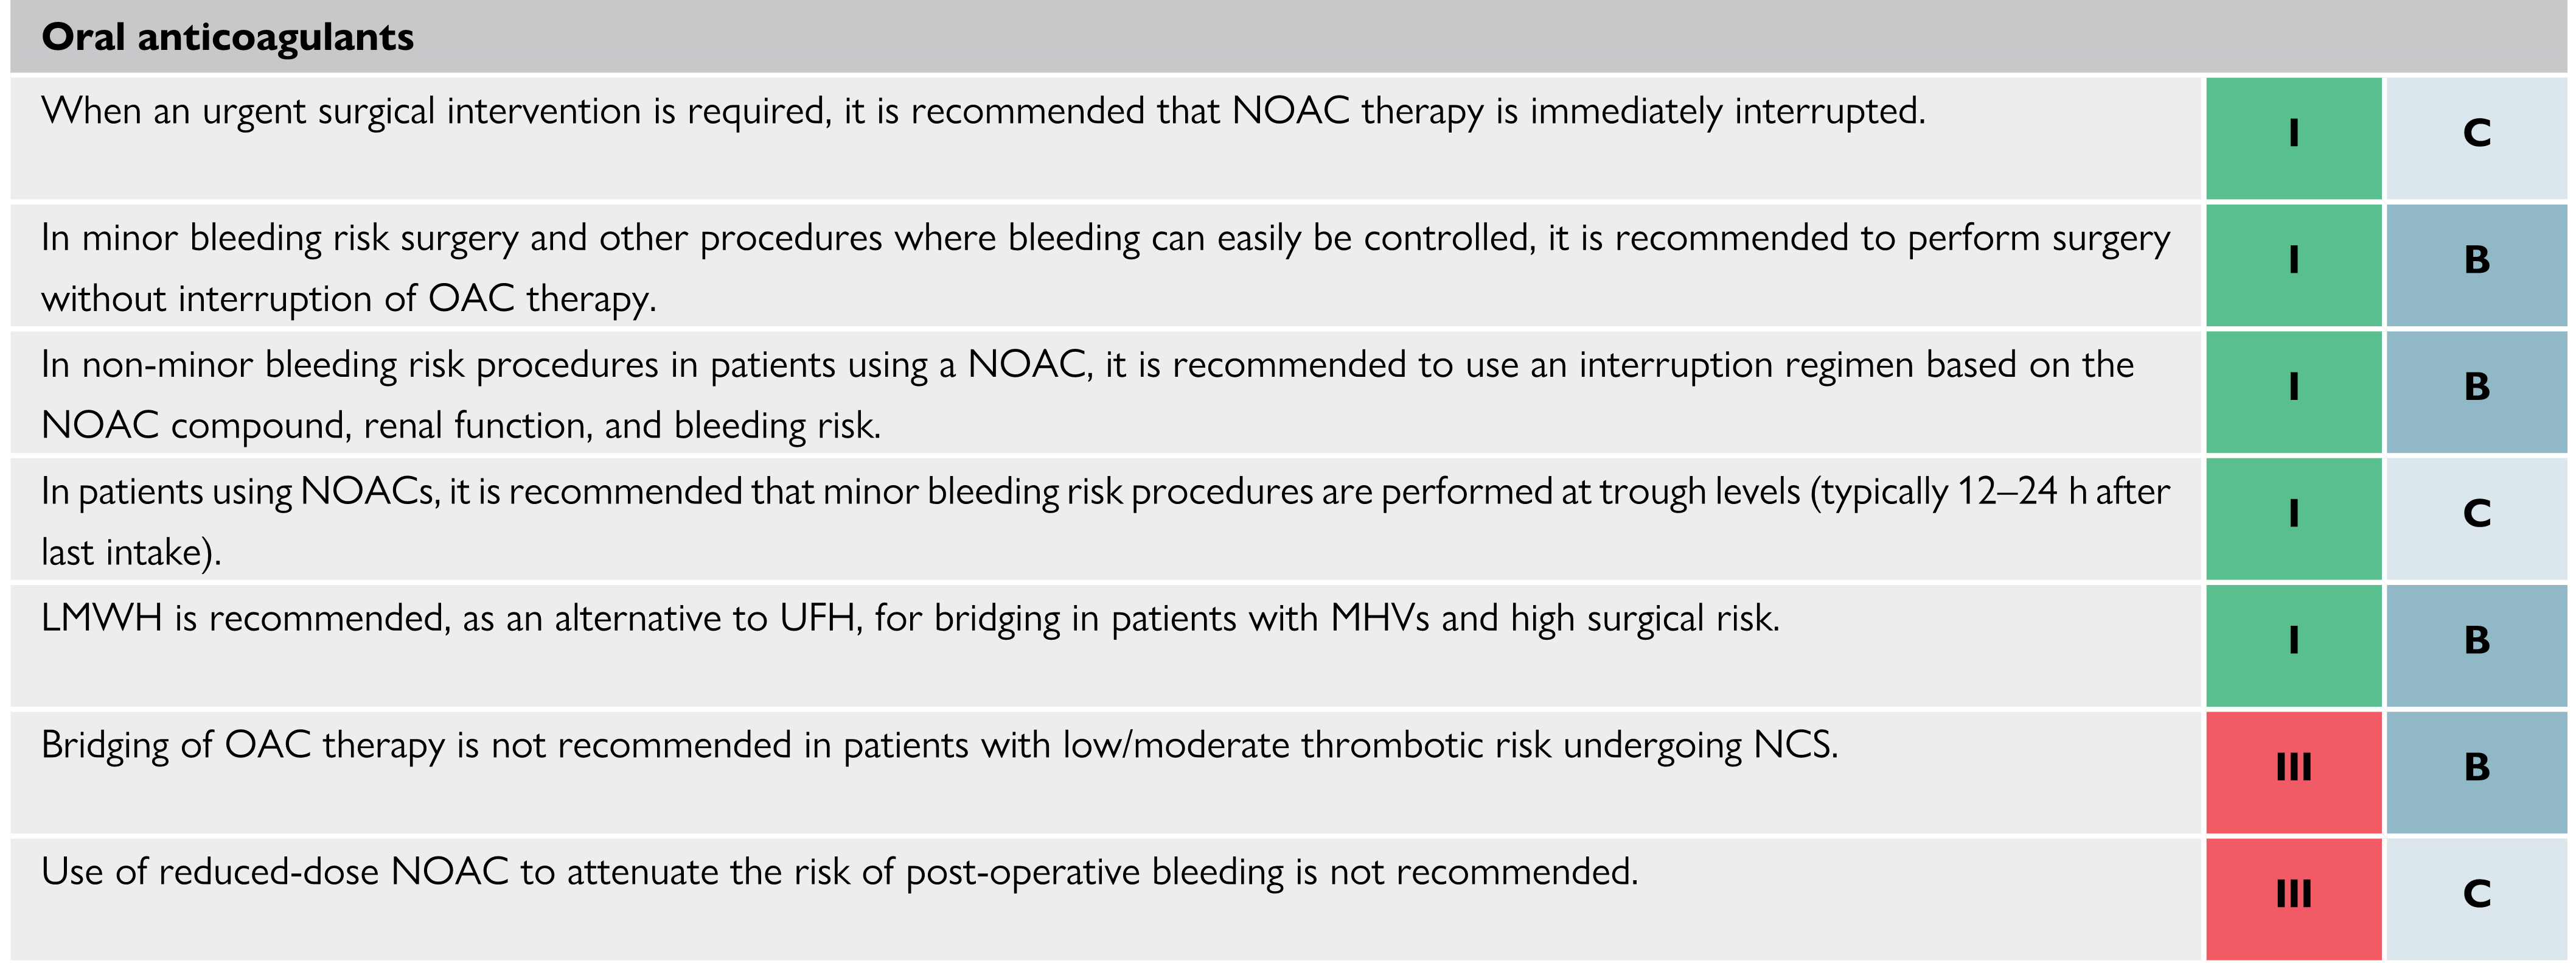 Oral anticoagulants
When an urgent surgical intervention is required, it is recommended that NOAC therapy is immediately interrupted.
I
C
In minor bleeding risk surgery and other procedures where bleeding can easily be controlled, it is recommended to perform surgery
without interruption of OAC therapy.
I
B
In non-minor bleeding risk procedures in patients using a NOAC, it is recommended to use an interruption regimen based on the
NOAC compound, renal function, and bleeding risk.
I
B
In patients using NOACs, it is recommended that minor bleeding risk procedures are performed at trough levels (typically 12–24 h after
last intake).
I
C
LMWH is recommended, as an alternative to UFH, for bridging in patients with MHVs and high surgical risk.
I
B
Bridging of OAC therapy is not recommended in patients with low/moderate thrombotic risk undergoing NCS.
III
B
Use of reduced-dose NOAC to attenuate the risk of post-operative bleeding is not recommended.
III
C